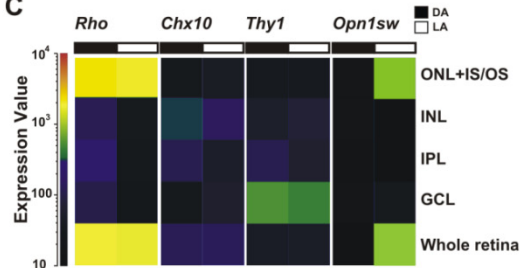 C
Rho Chx10 Thy1 Opn1sw
DA
LA
Expression Value
10⁴
10³
100
10
ONL+IS/OS
INL
IPL
GCL
Whole retina